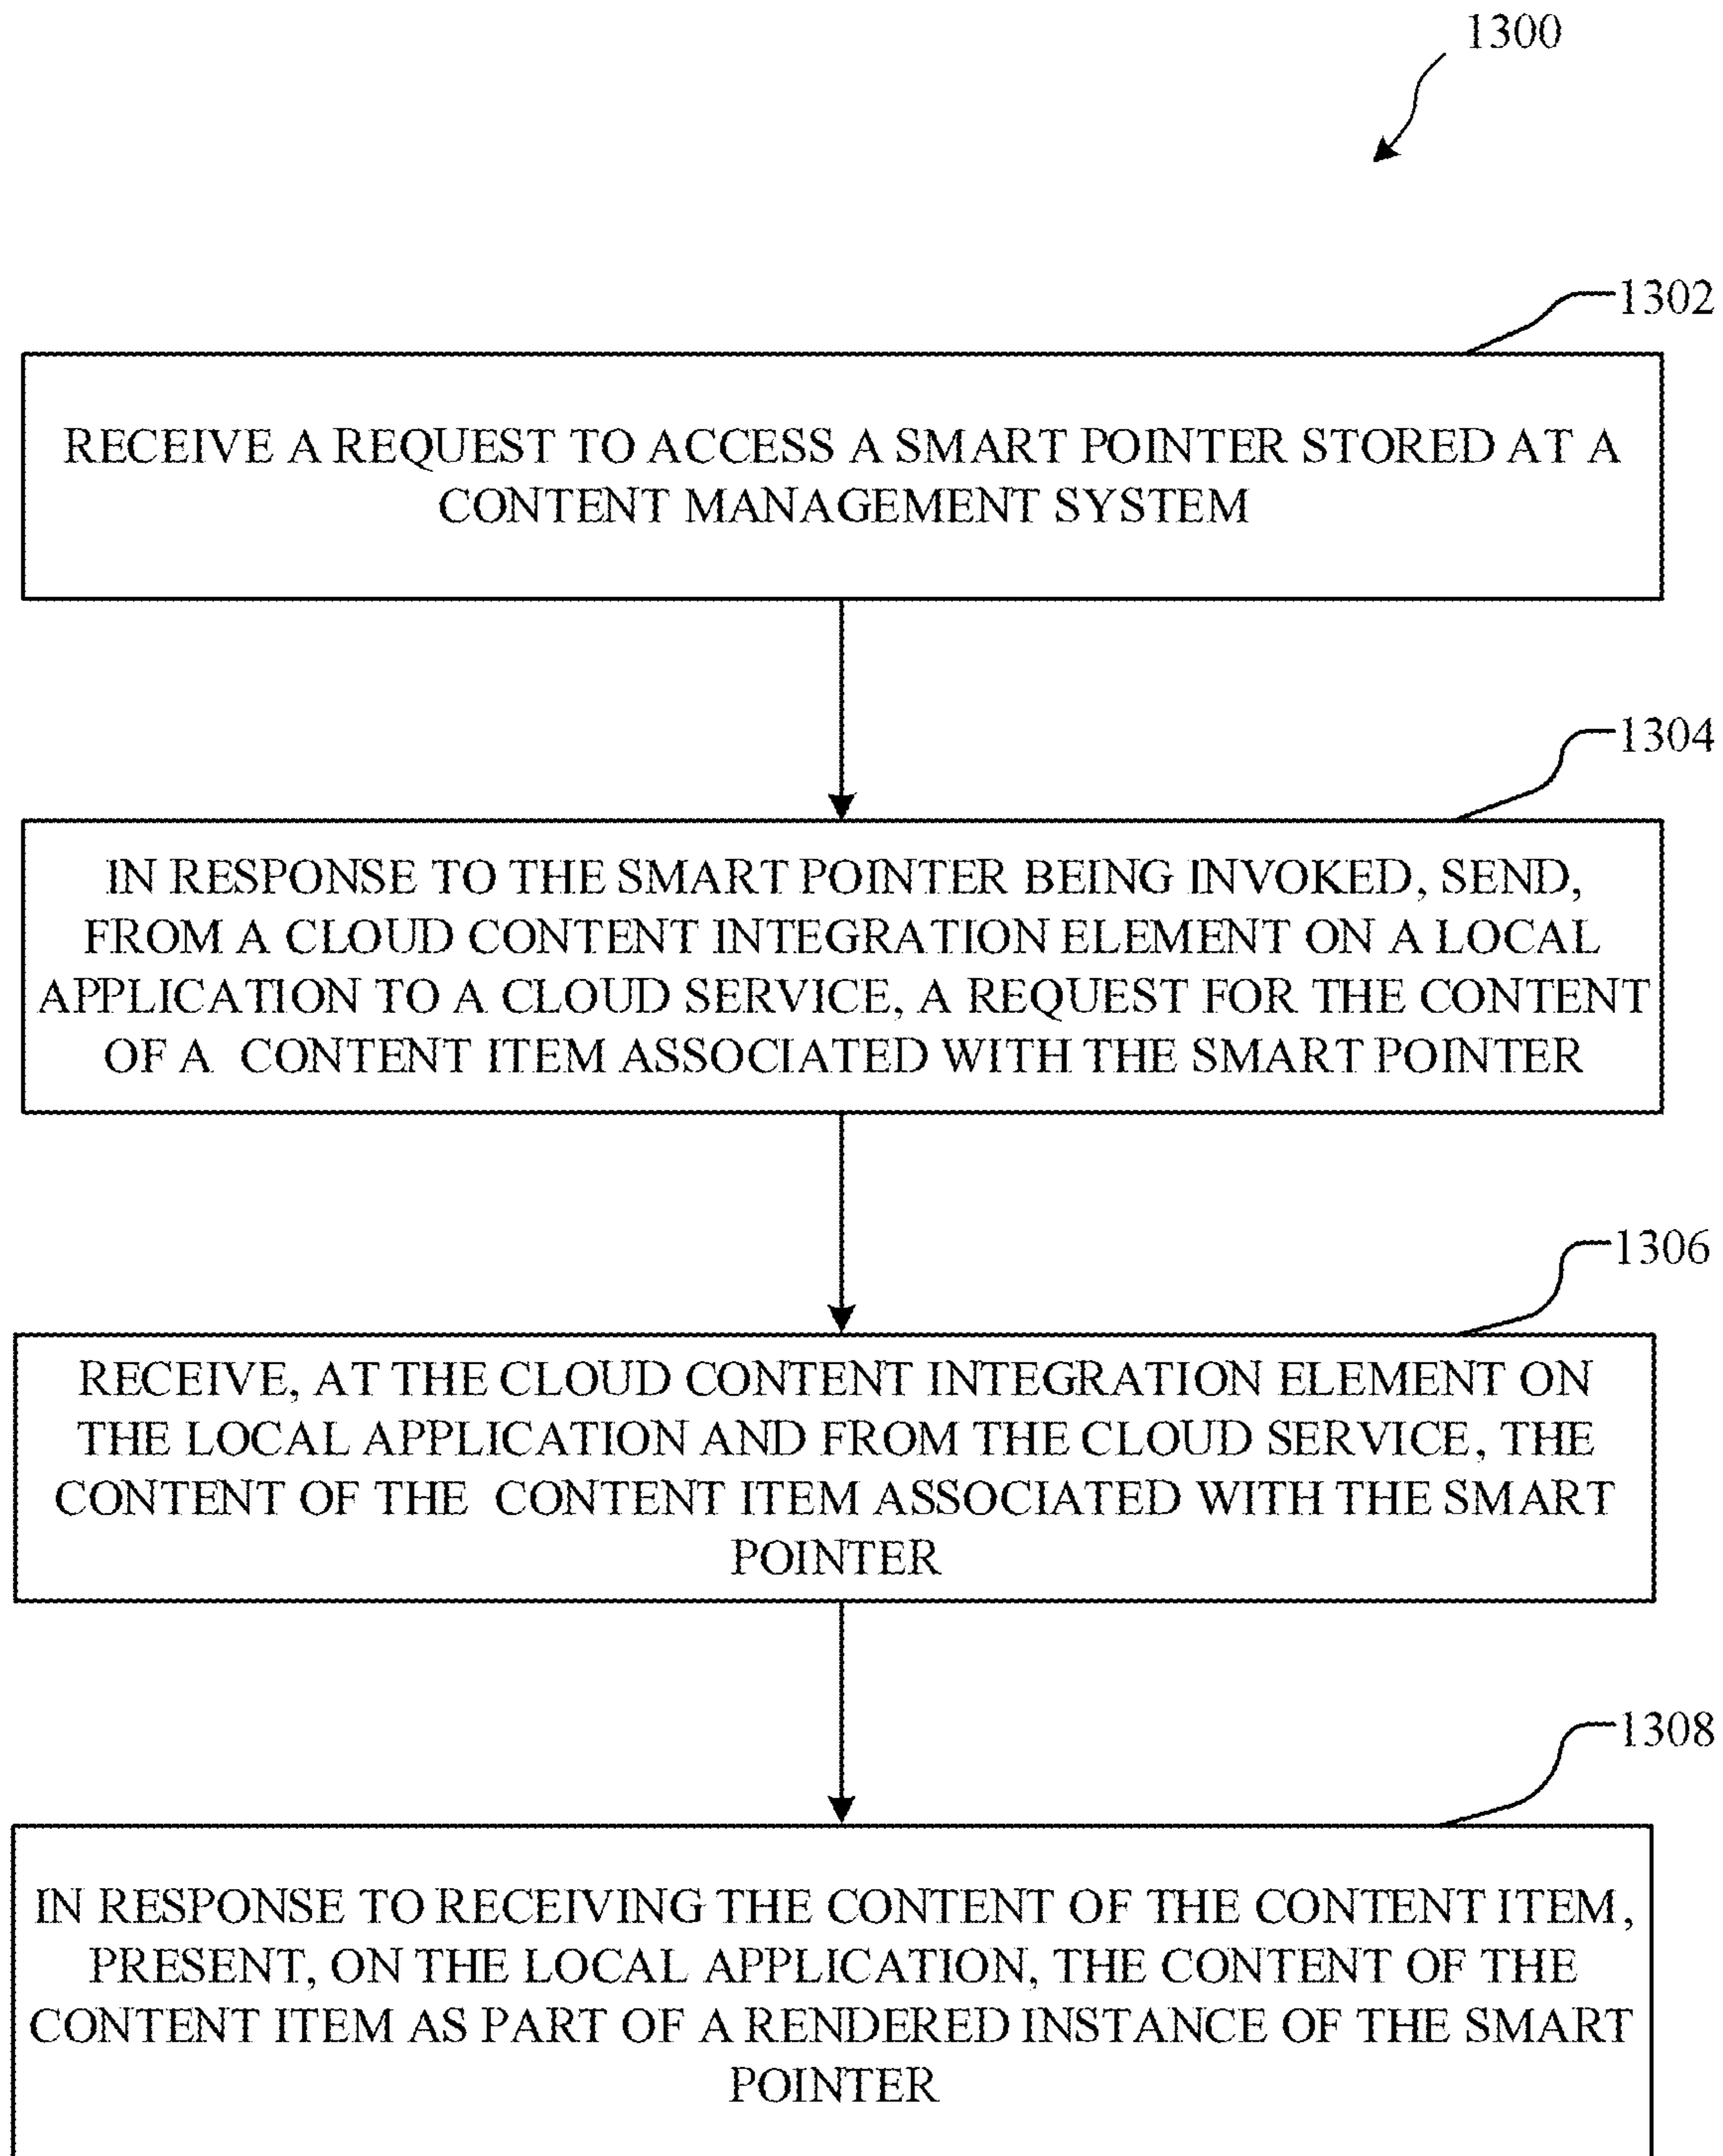 1300
1302
RECEIVE A REQUEST TO ACCESS A SMART POINTER STORED AT A
CONTENT MANAGEMENT SYSTEM
1304
IN RESPONSE TO THE SMART POINTER BEING INVOKED, SEND,
FROM A CLOUD CONTENT INTEGRATION ELEMENT ON A LOCAL
APPLICATION TO A CLOUD SERVICE, A REQUEST FOR THE CONTENT
OF A CONTENT ITEM ASSOCIATED WITH THE SMART POINTER
1306
RECEIVE, AT THE CLOUD CONTENT INTEGRATION ELEMENT ON
THE LOCAL APPLICATION AND FROM THE CLOUD SERVICE, THE
CONTENT OF THE CONTENT ITEM ASSOCIATED WITH THE SMART
POINTER
1308
IN RESPONSE TO RECEIVING THE CONTENT OF THE CONTENT ITEM,
PRESENT, ON THE LOCAL APPLICATION, THE CONTENT OF THE
CONTENT ITEM AS PART OF A RENDERED INSTANCE OF THE SMART
POINTER